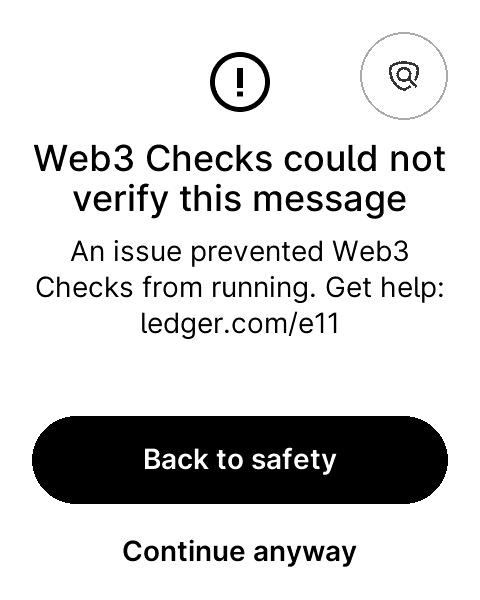 Web3 Checks could not
verify this message
An issue prevented Web3
Checks from running. Get help:
ledger.com/e11
Back to safety
Continue anyway